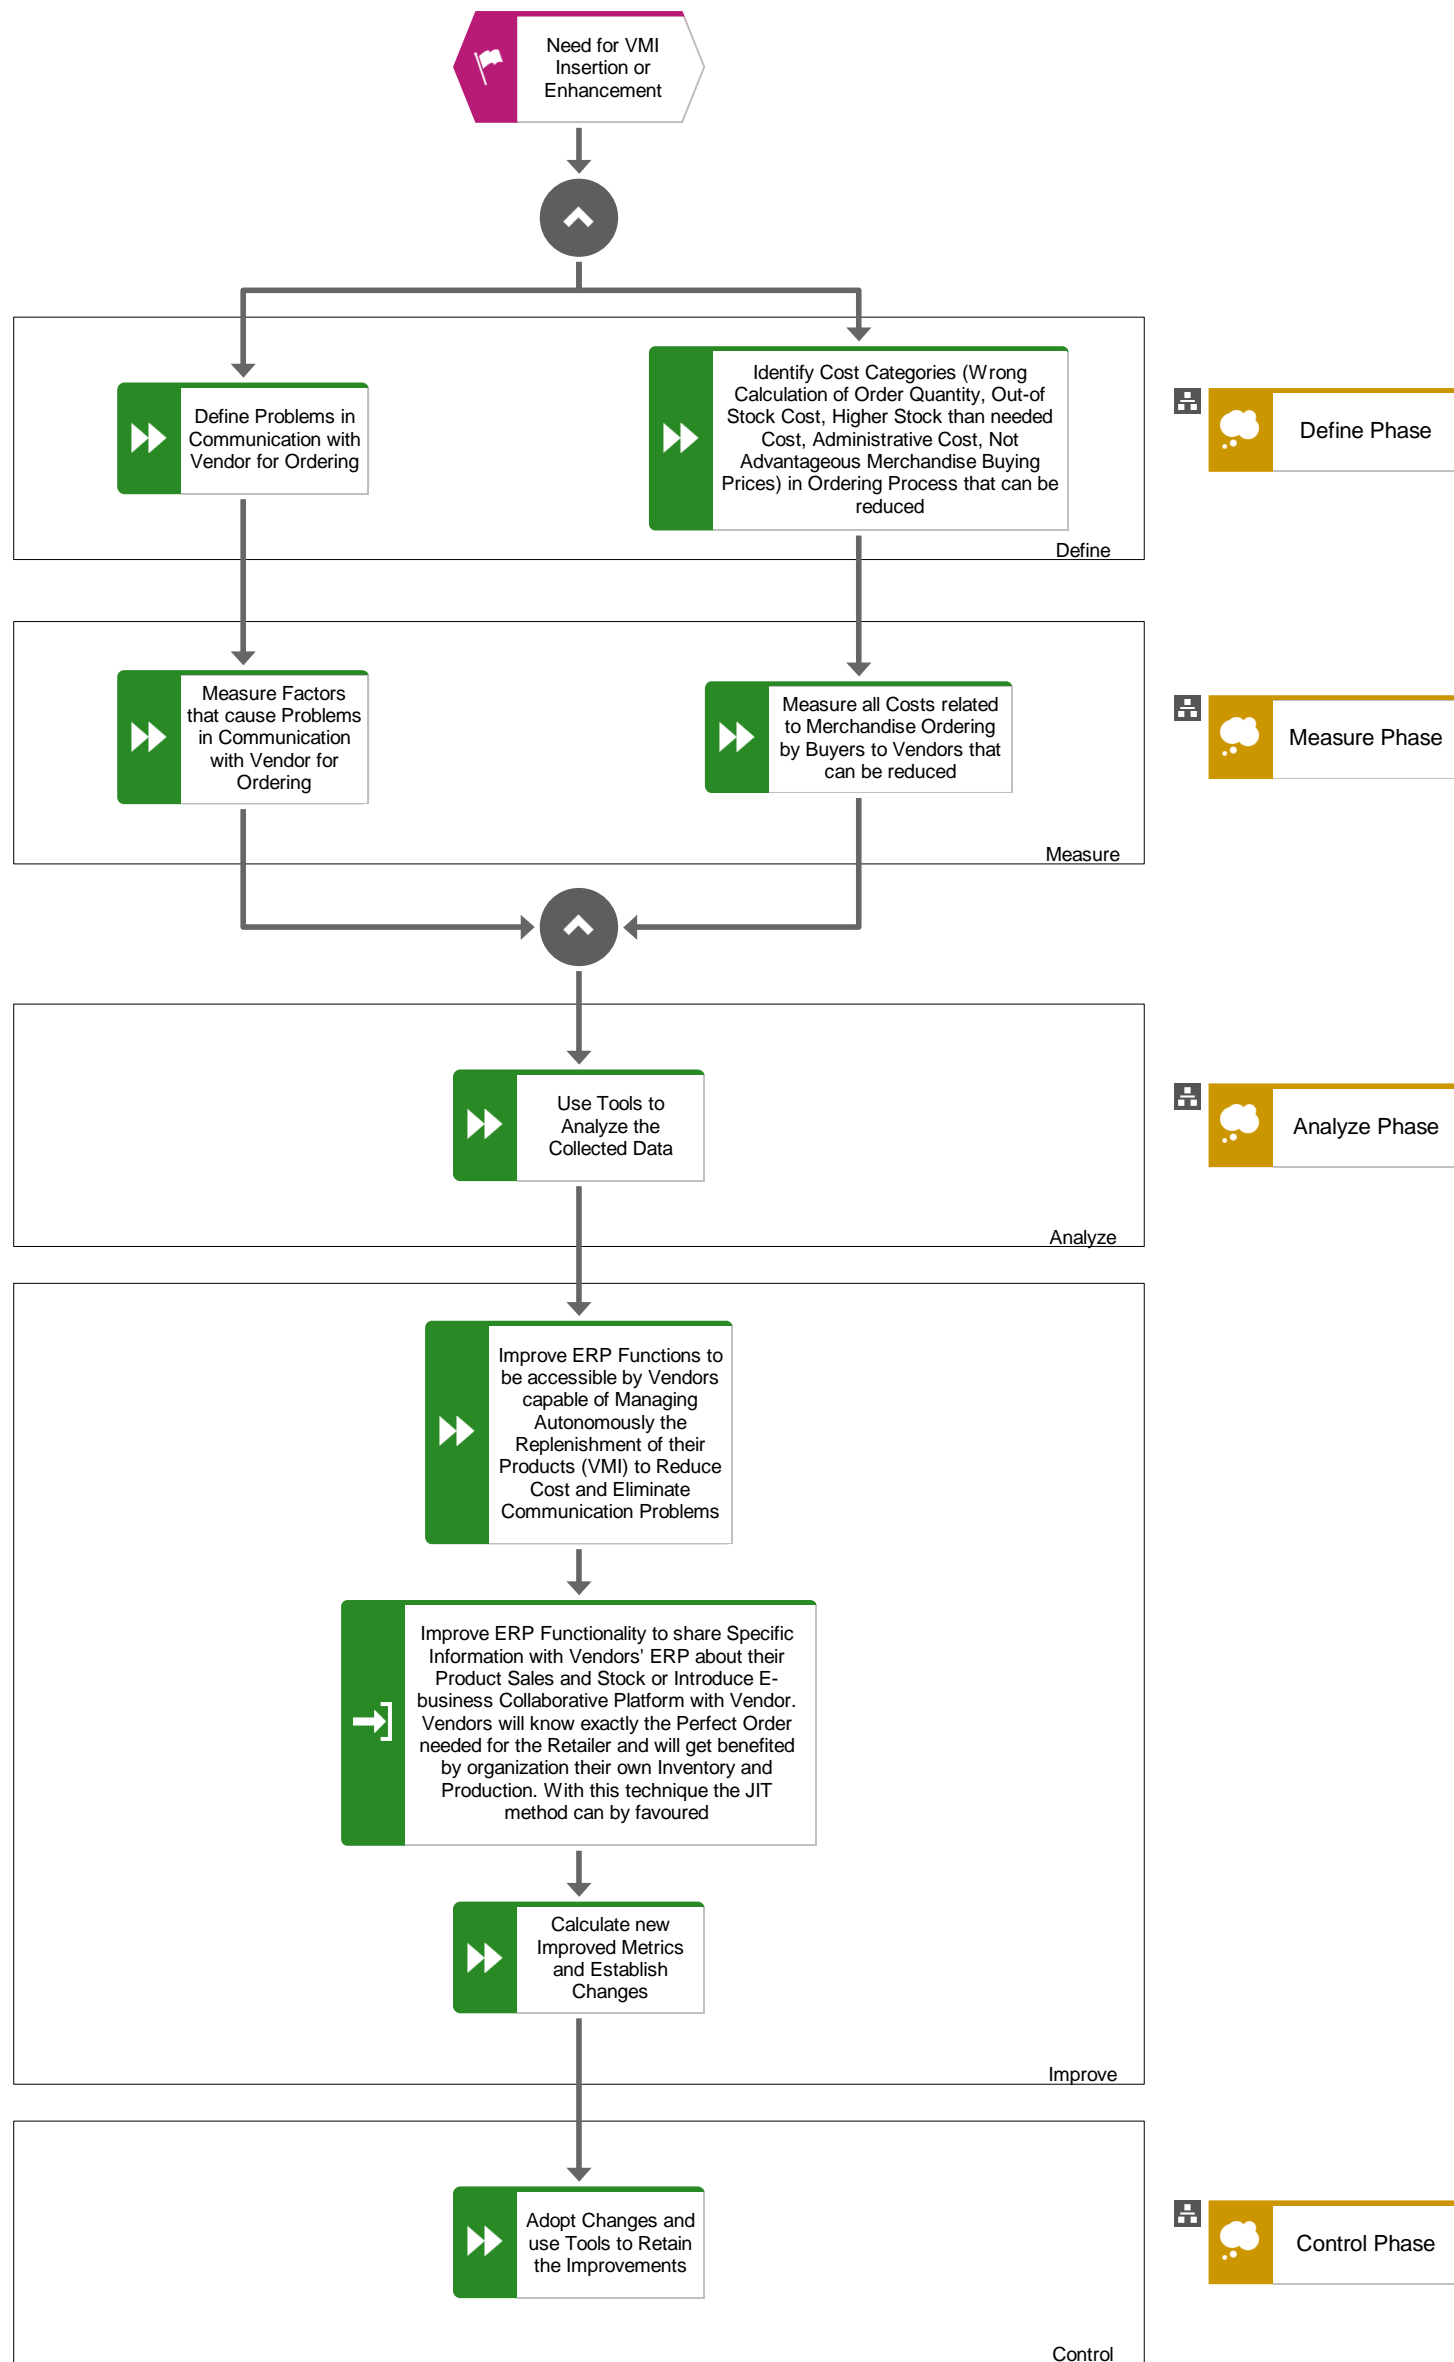 Need for VMI
Insertion or
Enhancement
Define Problems in
Communication with
Vendor for Ordering
Identify Cost Categories (Wrong
Calculation of Order Quantity, Out-of
Stock Cost, Higher Stock than needed
Cost, Administrative Cost, Not
Advantageous Merchandise Buying
Prices) in Ordering Process that can be
reduced
Define Phase
Define
Measure Factors
that cause Problems
in Communication
with Vendor for
Ordering
Measure all Costs related
to Merchandise Ordering
by Buyers to Vendors that
can be reduced
Measure Phase
Measure
Use Tools to
Analyze the
Collected Data
Analyze Phase
Analyze
Improve ERP Functions to
be accessible by Vendors
capable of Managing
Autonomously the
Replenishment of their
Products (VMI) to Reduce
Cost and Eliminate
Communication Problems
Improve ERP Functionality to share Specific
Information with Vendors' ERP about their
Product Sales and Stock or Introduce E-
business Collaborative Platform with Vendor.
Vendors will know exactly the Perfect Order
needed for the Retailer and will get benefited
by organization their own Inventory and
Production. With this technique the JIT
method can by favoured
Calculate new
Improved Metrics
and Establish
Changes
Improve
Adopt Changes and
use Tools to Retain
the Improvements
Control Phase
Control